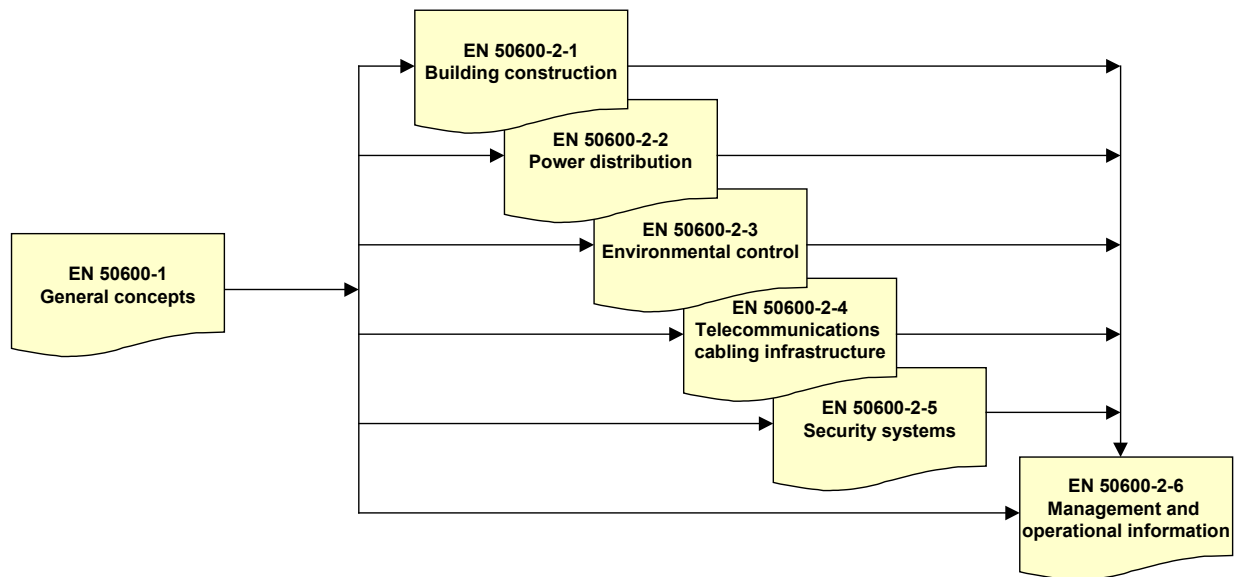 EN 50600-2-1
Building construction
EN 50600-2-2
Power distribution
EN 50600-2-3
Environmental control
EN 50600-1
General concepts
EN 50600-2-4
Telecommunications
cabling infrastructure
EN 50600-2-5
Security systems
EN 50600-2-6
Management and
operational information